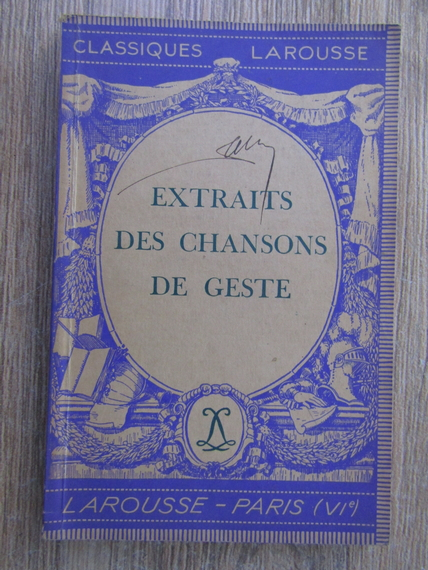 CLASSIQUES LAROUSSE
EXTRAITS
DES CHANSONS
DE GESTE
LAROUSSE – PARIS (VIe)